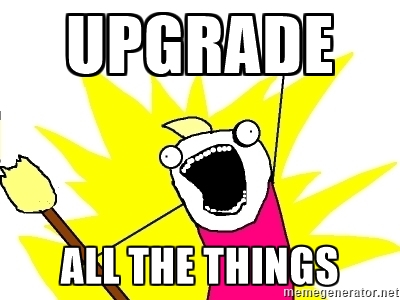 UPGRADE
ALL THE THINGS
memegenerator.net